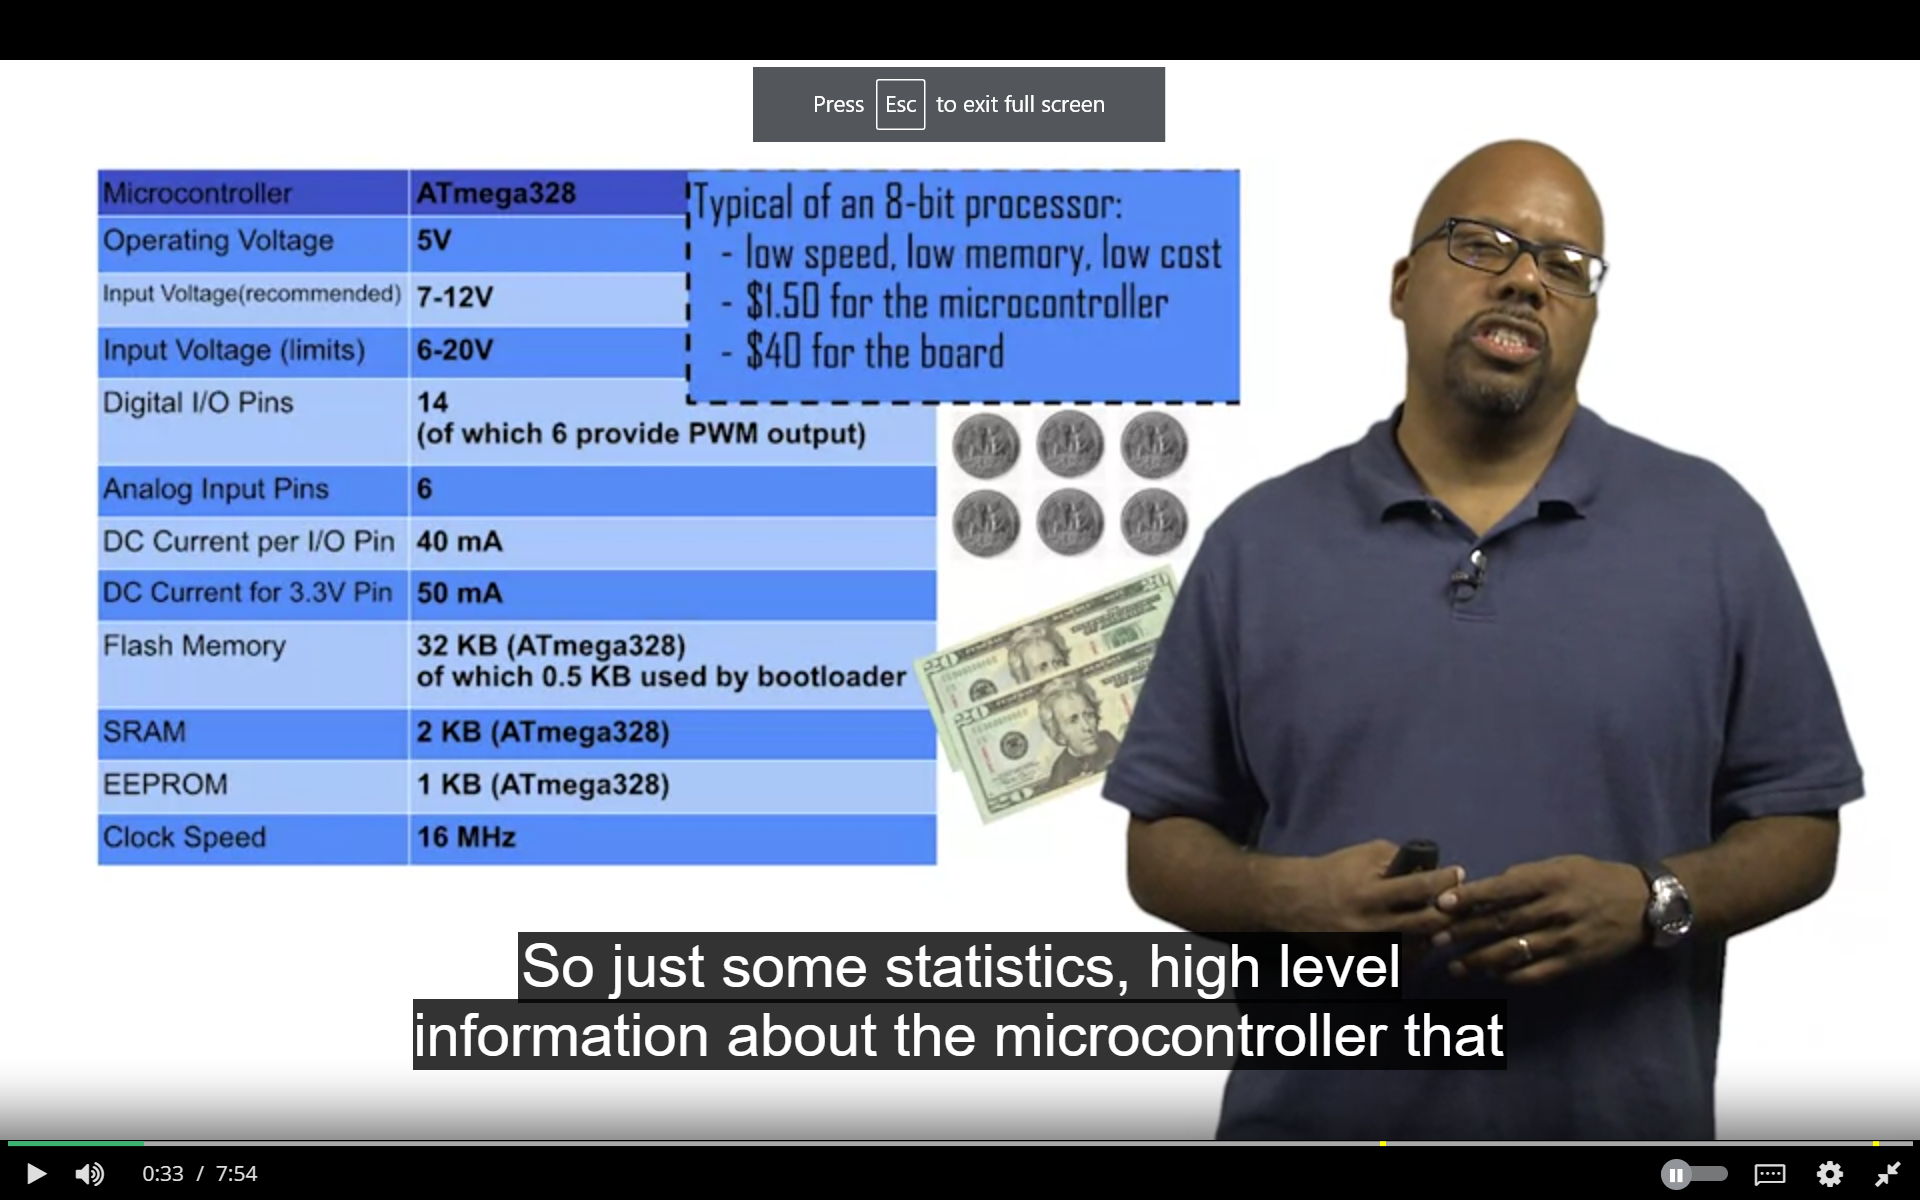 Press Esc to exit full screen
Microcontroller ATmega328
Operating Voltage 5V
Input Voltage(recommended) 7-12V
Input Voltage (limits) 6-20V
Digital I/O Pins 14
(of which 6 provide PWM output)
Analog Input Pins 6
DC Current per I/O Pin 40 mA
DC Current for 3.3V Pin 50 mA
Flash Memory 32 KB (ATmega328)
of which 0.5 KB used by bootloader
SRAM 2 KB (ATmega328)
EEPROM 1 KB (ATmega328)
Clock Speed 16 MHz
Typical of an 8-bit processor:
- low speed, low memory, low cost
- $1.50 for the microcontroller
- $40 for the board
20
20
20
20
So just some statistics, high level
information about the microcontroller that
0:33 / 7:54